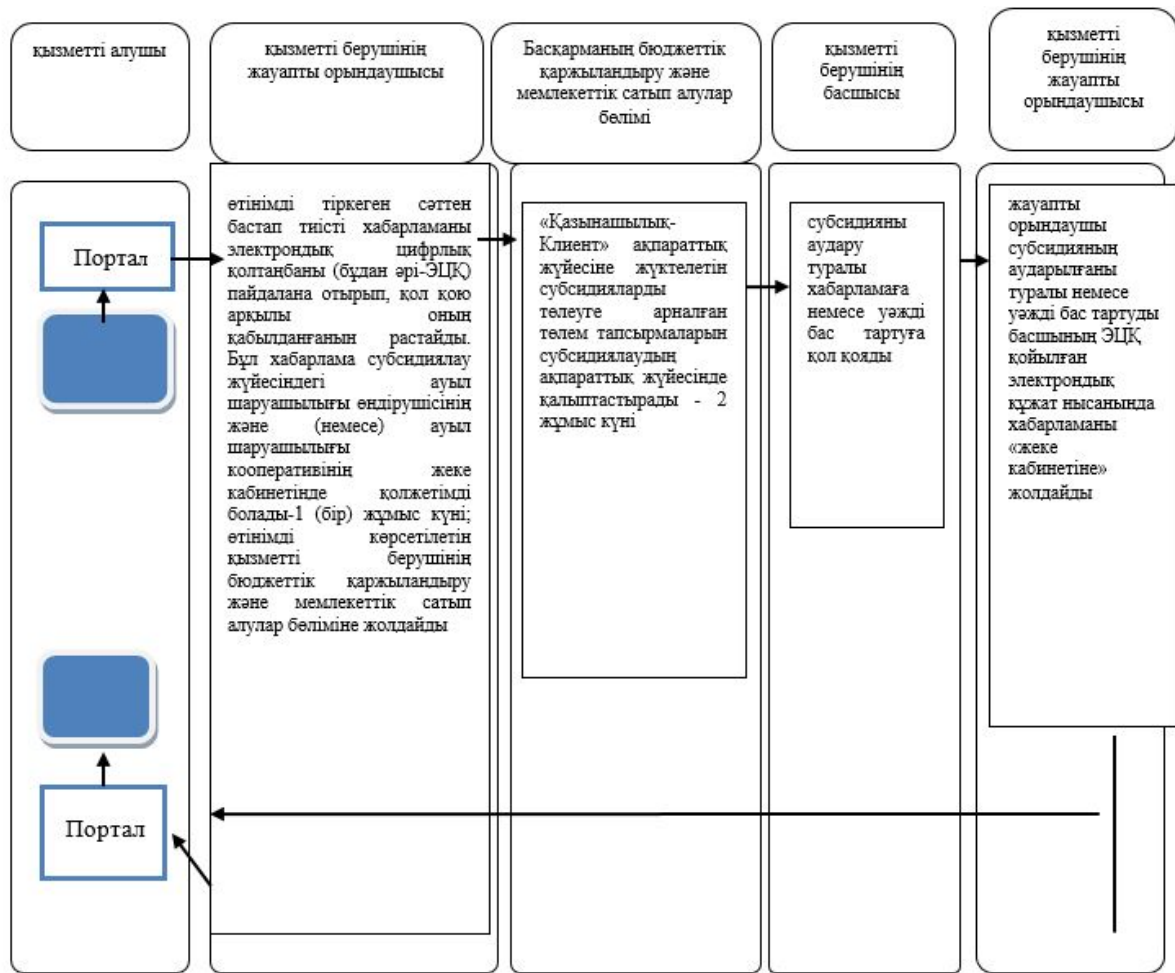 қызметті алушы
қызметті берушінің
жауапты орындаушысы
Басқарманың бюджеттік
қаржыландыру және
мемлекеттік сатып алулар
бөлімі
қызметті
берушінің
басшысы
қызметті
берушінің
жауапты
орындаушысы
Портал
өтінімді тіркеген сәттен
бастап тиісті хабарламаны
электрондық цифрлық
қолтаңбаны (бұдан әрі-ЭЦҚ)
пайдалана отырып, қол қою
арқылы оның
қабылданғанын растайды.
Бұл хабарлама субсидиялау
жүйесіндегі ауыл
шаруашылығы өндірушісінің
және (немесе) ауыл
шаруашылығы
кооперативінің жеке
кабинетінде қолжетімді
болады-1 (бір) жұмыс күні;
өтінімді көрсетілетін
қызметті берушінің
бюджеттік қаржыландыру
және мемлекеттік сатып
алулар бөліміне жолдайды
«Қазынашылық-
Клиент» ақпараттық
жүйесіне жүктелетін
субсидияларды
төлеуге арналған
төлем тапсырмаларын
субсидиялаудың
ақпараттық жүйесінде
қалыптастырады - 2
жұмыс күні
субсидияны
аудару
туралы
хабарламаға
немесе уәжді
бас тартуға
қол қояды
жауапты
орындаушы
субсидияның
аударылғаны
туралы немесе
уәжді бас тартуды
басшының ЭЦҚ
қойылған
электрондық
құжат нысанында
хабарламаны
«жеке
кабинетіне»
жолдайды
Портал